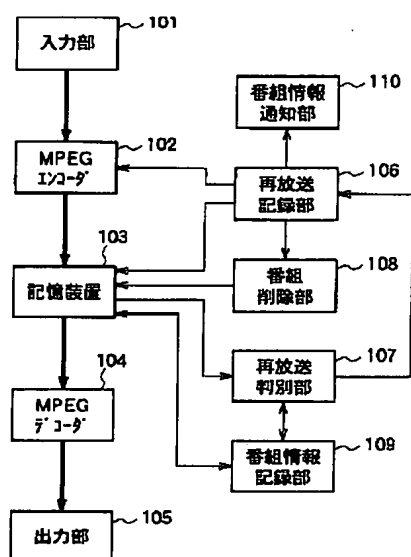 101
入力部
110
番組情報
通知部
102
MPEG
エンコーダ
106
再放送
記録部
103
記憶装置
108
番組
削除部
104
MPEG
デコーダ
107
再放送
判別部
105
出力部
109
番組情報
記録部